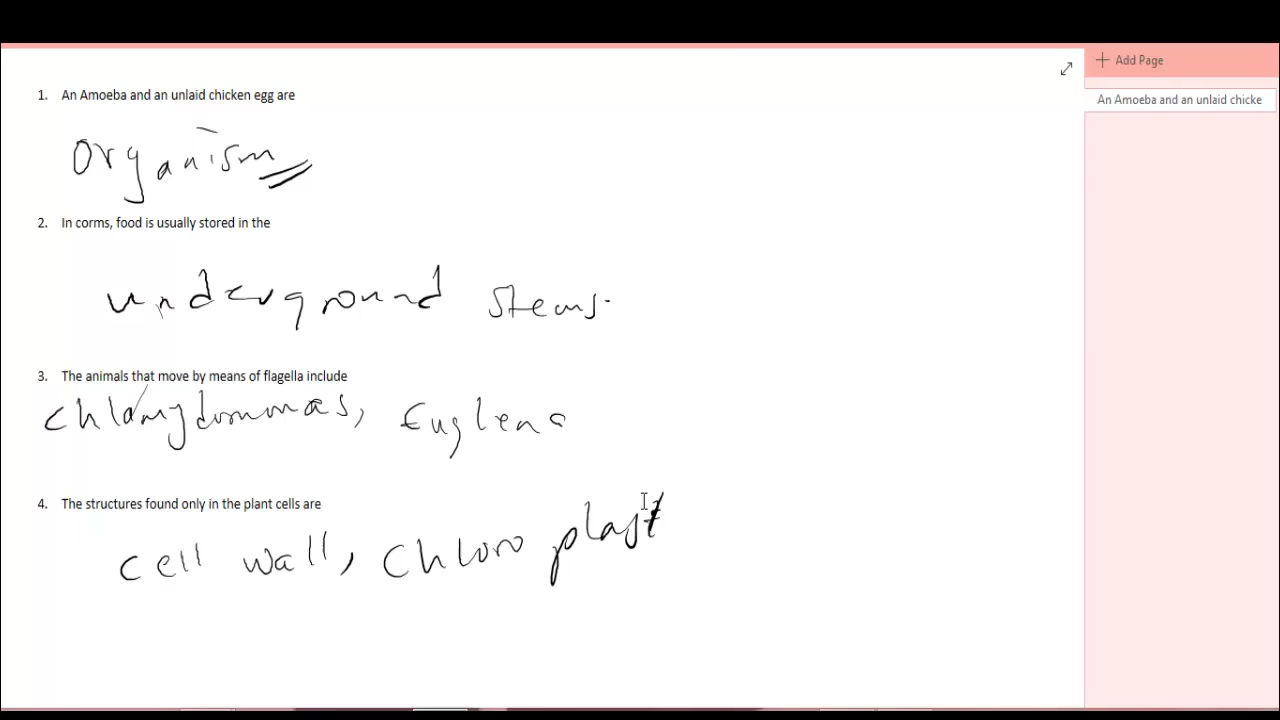 + Add Page
An Amoeba and an unlaid chicke
1. An Amoeba and an unlaid chicken egg are
Organism
2. In corms, food is usually stored in the
underground stems.
3. The animals that move by means of flagella include
Chlamydomonas, Euglena
4. The structures found only in the plant cells are
Cell wall, Chloroplast